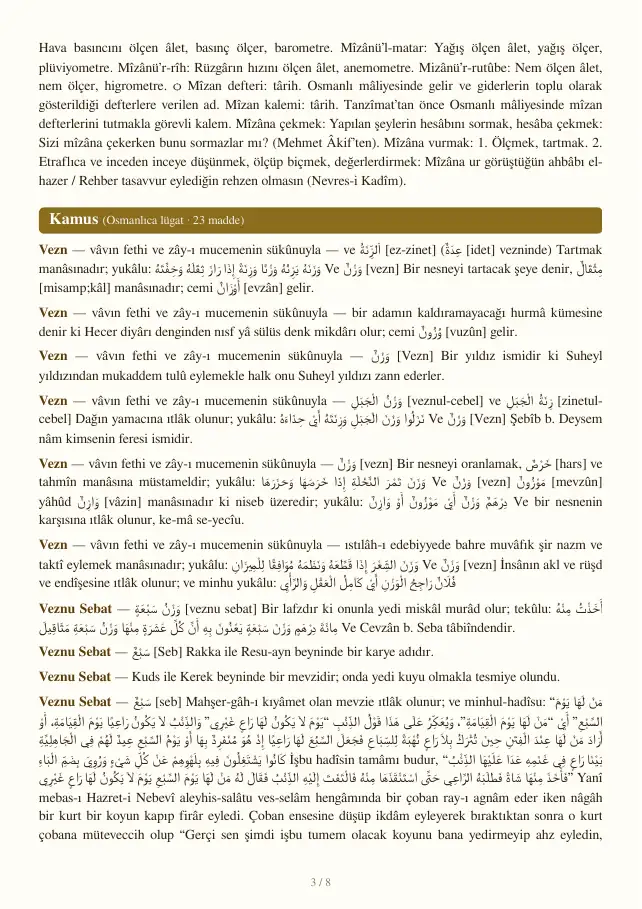 Hava basıncını ölçen âlet, basınç ölçer, barometre. Mîzânü’l-matar: Yağış ölçen âlet, yağış ölçer,
plüviyometre. Mîzânü’r-rîh: Rüzgârın hızını ölçen âlet, anemometre. Mizânü’r-rutûbe: Nem ölçen âlet,
nem ölçer, higrometre. ○ Mîzan defteri: târih. Osmanlı mâliyesinde gelir ve giderlerin toplu olarak
gösterildiği defterlere verilen ad. Mîzan kalemi: târih. Tanzîmat’tan önce Osmanlı mâliyesinde mîzan
defterlerini tutmakla görevli kalem. Mîzâna çekmek: Yapılan şeylerin hesâbını sormak, hesâba çekmek:
Sizi mîzâna çekerken bunu sormazlar mı? (Mehmet Âkif’ten). Mîzâna vurmak: 1. Ölçmek, tartmak. 2.
Etraflıca ve inceden inceye düşünmek, ölçüp biçmek, değerlerdirmek: Mîzâna ur görüştüğün ahbâbı el-
hazer / Rehber tasavvur eylediğin rehzen olmasın (Nevres-i Kadîm).
Kamus (Osmanlıca lügat · 23 madde)
Vezn — vâvın fethi ve zây-ı mucemenin sükûnuyla — ve اَلزِّنَةُ [ez-zinet] (عِدَةٌ [idet] vezninde) Tartmak
manâsınadır; yukâlu: وَزَنَهُ يَزِنُهُ وَزْنًا وَزِنَةً إِذَا رَازَ ثِقَلَهُ وَخِفَّتَهُ Ve وَزْنٌ [vezn] Bir nesneyi tartacak şeye denir, مِثْقَالٌ
[misamp;kâl] manâsınadır; cemi أَوْزَانٌ [evzân] gelir.
Vezn — vâvın fethi ve zây-ı mucemenin sükûnuyla — bir adamın kaldıramayacağı hurmâ kümesine
denir ki Hecer diyârı denginden nısf yâ sülüs denk mikdârı olur; cemi وُزُونٌ [vuzûn] gelir.
Vezn — vâvın fethi ve zây-ı mucemenin sükûnuyla — وَزْنٌ [Vezn] Bir yıldız ismidir ki Suheyl
yıldızından mukaddem tulû eylemekle halk onu Suheyl yıldızı zann ederler.
Vezn — vâvın fethi ve zây-ı mucemenin sükûnuyla — وَزْنُ الْجَبَلِ [veznul-cebel] ve زِنَةُ الْجَبَلِ [zinetul-
cebel] Dağın yamacına ıtlâk olunur; yukâlu: نَزَلُوا وَزْنَ الْجَبَلِ وَزِنَتَهُ أَيْ حِذَاءَهُ Ve وَزْنٌ [Vezn] Şebîb b. Deysem
nâm kimsenin feresi ismidir.
Vezn — vâvın fethi ve zây-ı mucemenin sükûnuyla — وَزْنٌ [vezn] Bir nesneyi oranlamak, خَرْصٌ [hars] ve
tahmîn manâsına müstameldir; yukâlu: وَزَنَ ثَمَرَ النَّخْلَةِ إِذَا خَرَصَهَا وَحَزَرَهَا Ve وَزْنٌ [vezn] مَوْزُونٌ [mevzûn]
yâhûd وَازِنٌ [vâzin] manâsınadır ki niseb üzeredir; yukâlu: دِرْهَمٌ وَزْنٌ أَيْ مَوْزُونٌ أَوْ وَازِنٌ Ve bir nesnenin
karşısına ıtlâk olunur, ke-mâ se-yecîu.
Vezn — vâvın fethi ve zây-ı mucemenin sükûnuyla — ıstılâh-ı edebiyyede bahre muvâfık şir nazm ve
taktî eylemek manâsınadır; yukâlu: وَزَنَ الشِّعْرَ إِذَا قَطَّعَهُ وَنَظَمَهُ مُوَافِقًا لِلْمِيزَانِ Ve وَزْنٌ [vezn] İnsânın akl ve rüşd
ve endîşesine ıtlâk olunur; ve minhu yukâlu: فُلَانٌ رَاجِحُ الْوَزْنِ أَيْ كَامِلُ الْعَقْلِ وَالرَّأْيِ
Veznu Sebat — وَزْنُ سَبْعَةٍ [veznu sebat] Bir lafzdır ki onunla yedi miskâl murâd olur; tekûlu: أَخَذْتُ مِنْهُ
مِائَةَ دِرْهَمٍ وَزْنَ سَبْعَةٍ يَعْنُونَ بِهِ أَنَّ كُلَّ عَشَرَةٍ مِنْهَا وَزْنُ سَبْعَةِ مَثَاقِيلَ Ve Cevzân b. Seba tâbiîndendir.
Veznu Sebat — سَبْعٌ [Seb] Rakka ile Resu-ayn beyninde bir karye adıdır.
Veznu Sebat — Kuds ile Kerek beyninde bir mevzidir; onda yedi kuyu olmakla tesmiye olundu.
Veznu Sebat — سَبْعٌ [seb] Mahşer-gâh-ı kıyâmet olan mevzie ıtlâk olunur; ve minhul-hadîsu: “مَنْ لَهَا يَوْمَ
السَّبْعِ” أَيْ “مَنْ لَهَا يَوْمَ الْقِيَامَةِ”، وَيُعَكِّرُ عَلَى هَذَا قَوْلُ الذِّئْبِ “يَوْمَ لَا يَكُونُ لَهَا رَاعٍ غَيْرِي” وَالذِّئْبُ لَا يَكُونُ رَاعِيًا يَوْمَ الْقِيَامَةِ، أَوْ
أَرَادَ مَنْ لَهَا عِنْدَ الْفِتَنِ حِينَ تُتْرَكُ بِلَا رَاعٍ نُهْبَةً لِلسِّبَاعِ فَجَعَلَ السَّبُعَ لَهَا رَاعِيًا إِذْ هُوَ مُنْفَرِدٌ بِهَا أَوْ يَوْمُ السَّبْعِ عِيدٌ لَهُمْ فِي الْجَاهِلِيَّةِ
كَانُوا يَشْتَغِلُونَ فِيهِ بِلَهْوِهِمْ عَنْ كُلِّ شَيْءٍ وَرُوِيَ بِضَمِّ الْبَاءِ İşbu hadîsin tamâmı budur, “بَيْنَا رَاعٍ فِي غَنَمِهِ عَدَا عَلَيْهَا الذِّئْبُ
فَأَخَذَ مِنْهَا شَاةً فَطَلَبَهُ الرَّاعِي حَتَّى اسْتَنْقَذَهَا مِنْهُ فَالْتَفَتَ إِلَيْهِ الذِّئْبُ فَقَالَ لَهُ مَنْ لَهَا يَوْمَ السَّبْعِ يَوْمَ لَا يَكُونُ لَهَا رَاعٍ غَيْرِي” Yanî
mebas-ı Hazret-i Nebevî aleyhis-salâtu ves-selâm hengâmında bir çoban ray-ı agnâm eder iken nâgâh
bir kurt bir koyun kapıp firâr eyledi. Çoban ensesine düşüp ikdâm eyleyerek bıraktıktan sonra o kurt
çobana müteveccih olup “Gerçi sen şimdi işbu tumem olacak koyunu bana yedirmeyip ahz eyledin,
3 / 8